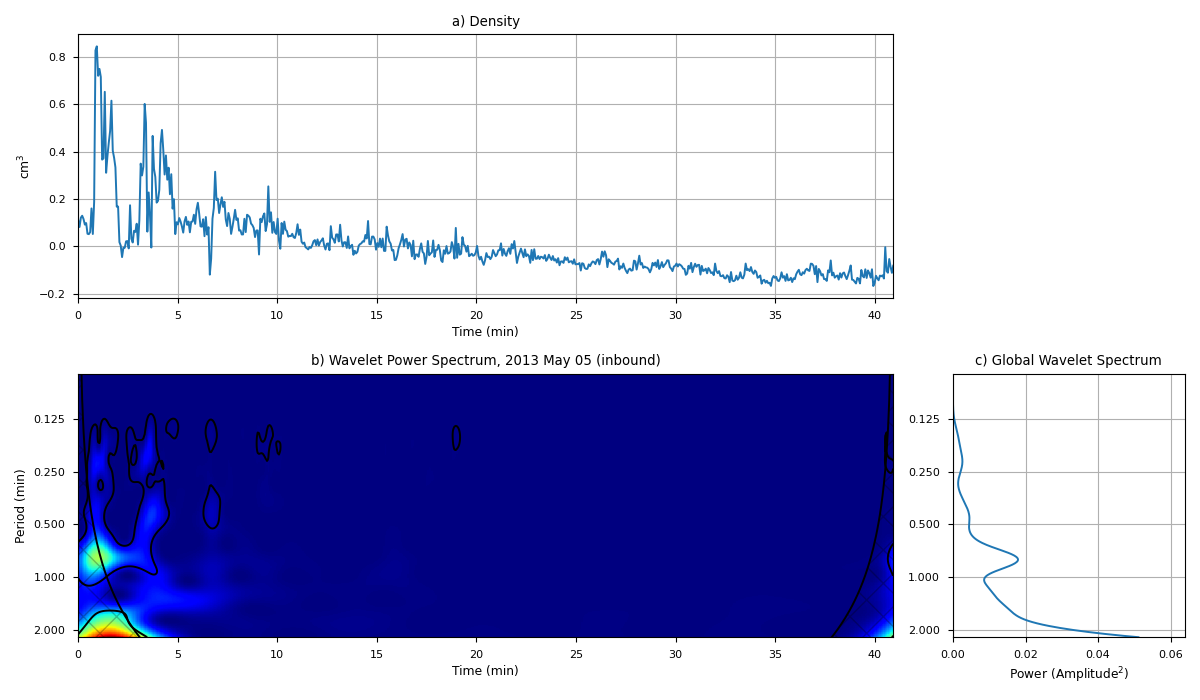 a) Density
cm³
0.8
0.6
0.4
0.2
0.0
−0.2
0 5 10 15 20 25 30 35 40
Time (min)
b) Wavelet Power Spectrum, 2013 May 05 (inbound)
Period (min)
0.125
0.250
0.500
1.000
2.000
0 5 10 15 20 25 30 35 40
Time (min)
c) Global Wavelet Spectrum
0.125
0.250
0.500
1.000
2.000
0.00 0.02 0.04 0.06
Power (Amplitude²)